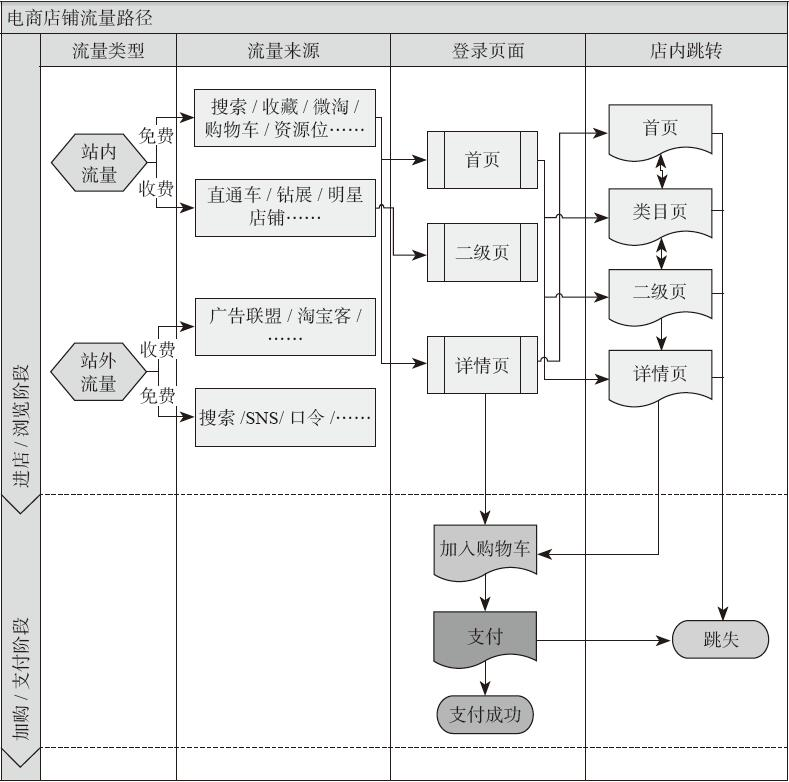 电商店铺流量路径
流量类型
流量来源
登录页面
店内跳转
进店 / 浏览阶段
站内
流量
免费
收费
搜索 / 收藏 / 微淘 /
购物车 / 资源位……
直通车 / 钻展 / 明星
店铺……
首页
二级页
详情页
首页
类目页
二级页
详情页
站外
流量
收费
免费
广告联盟 / 淘宝客 /
……
搜索 /SNS/ 口令 /……
加购 / 支付阶段
加入购物车
支付
支付成功
跳失